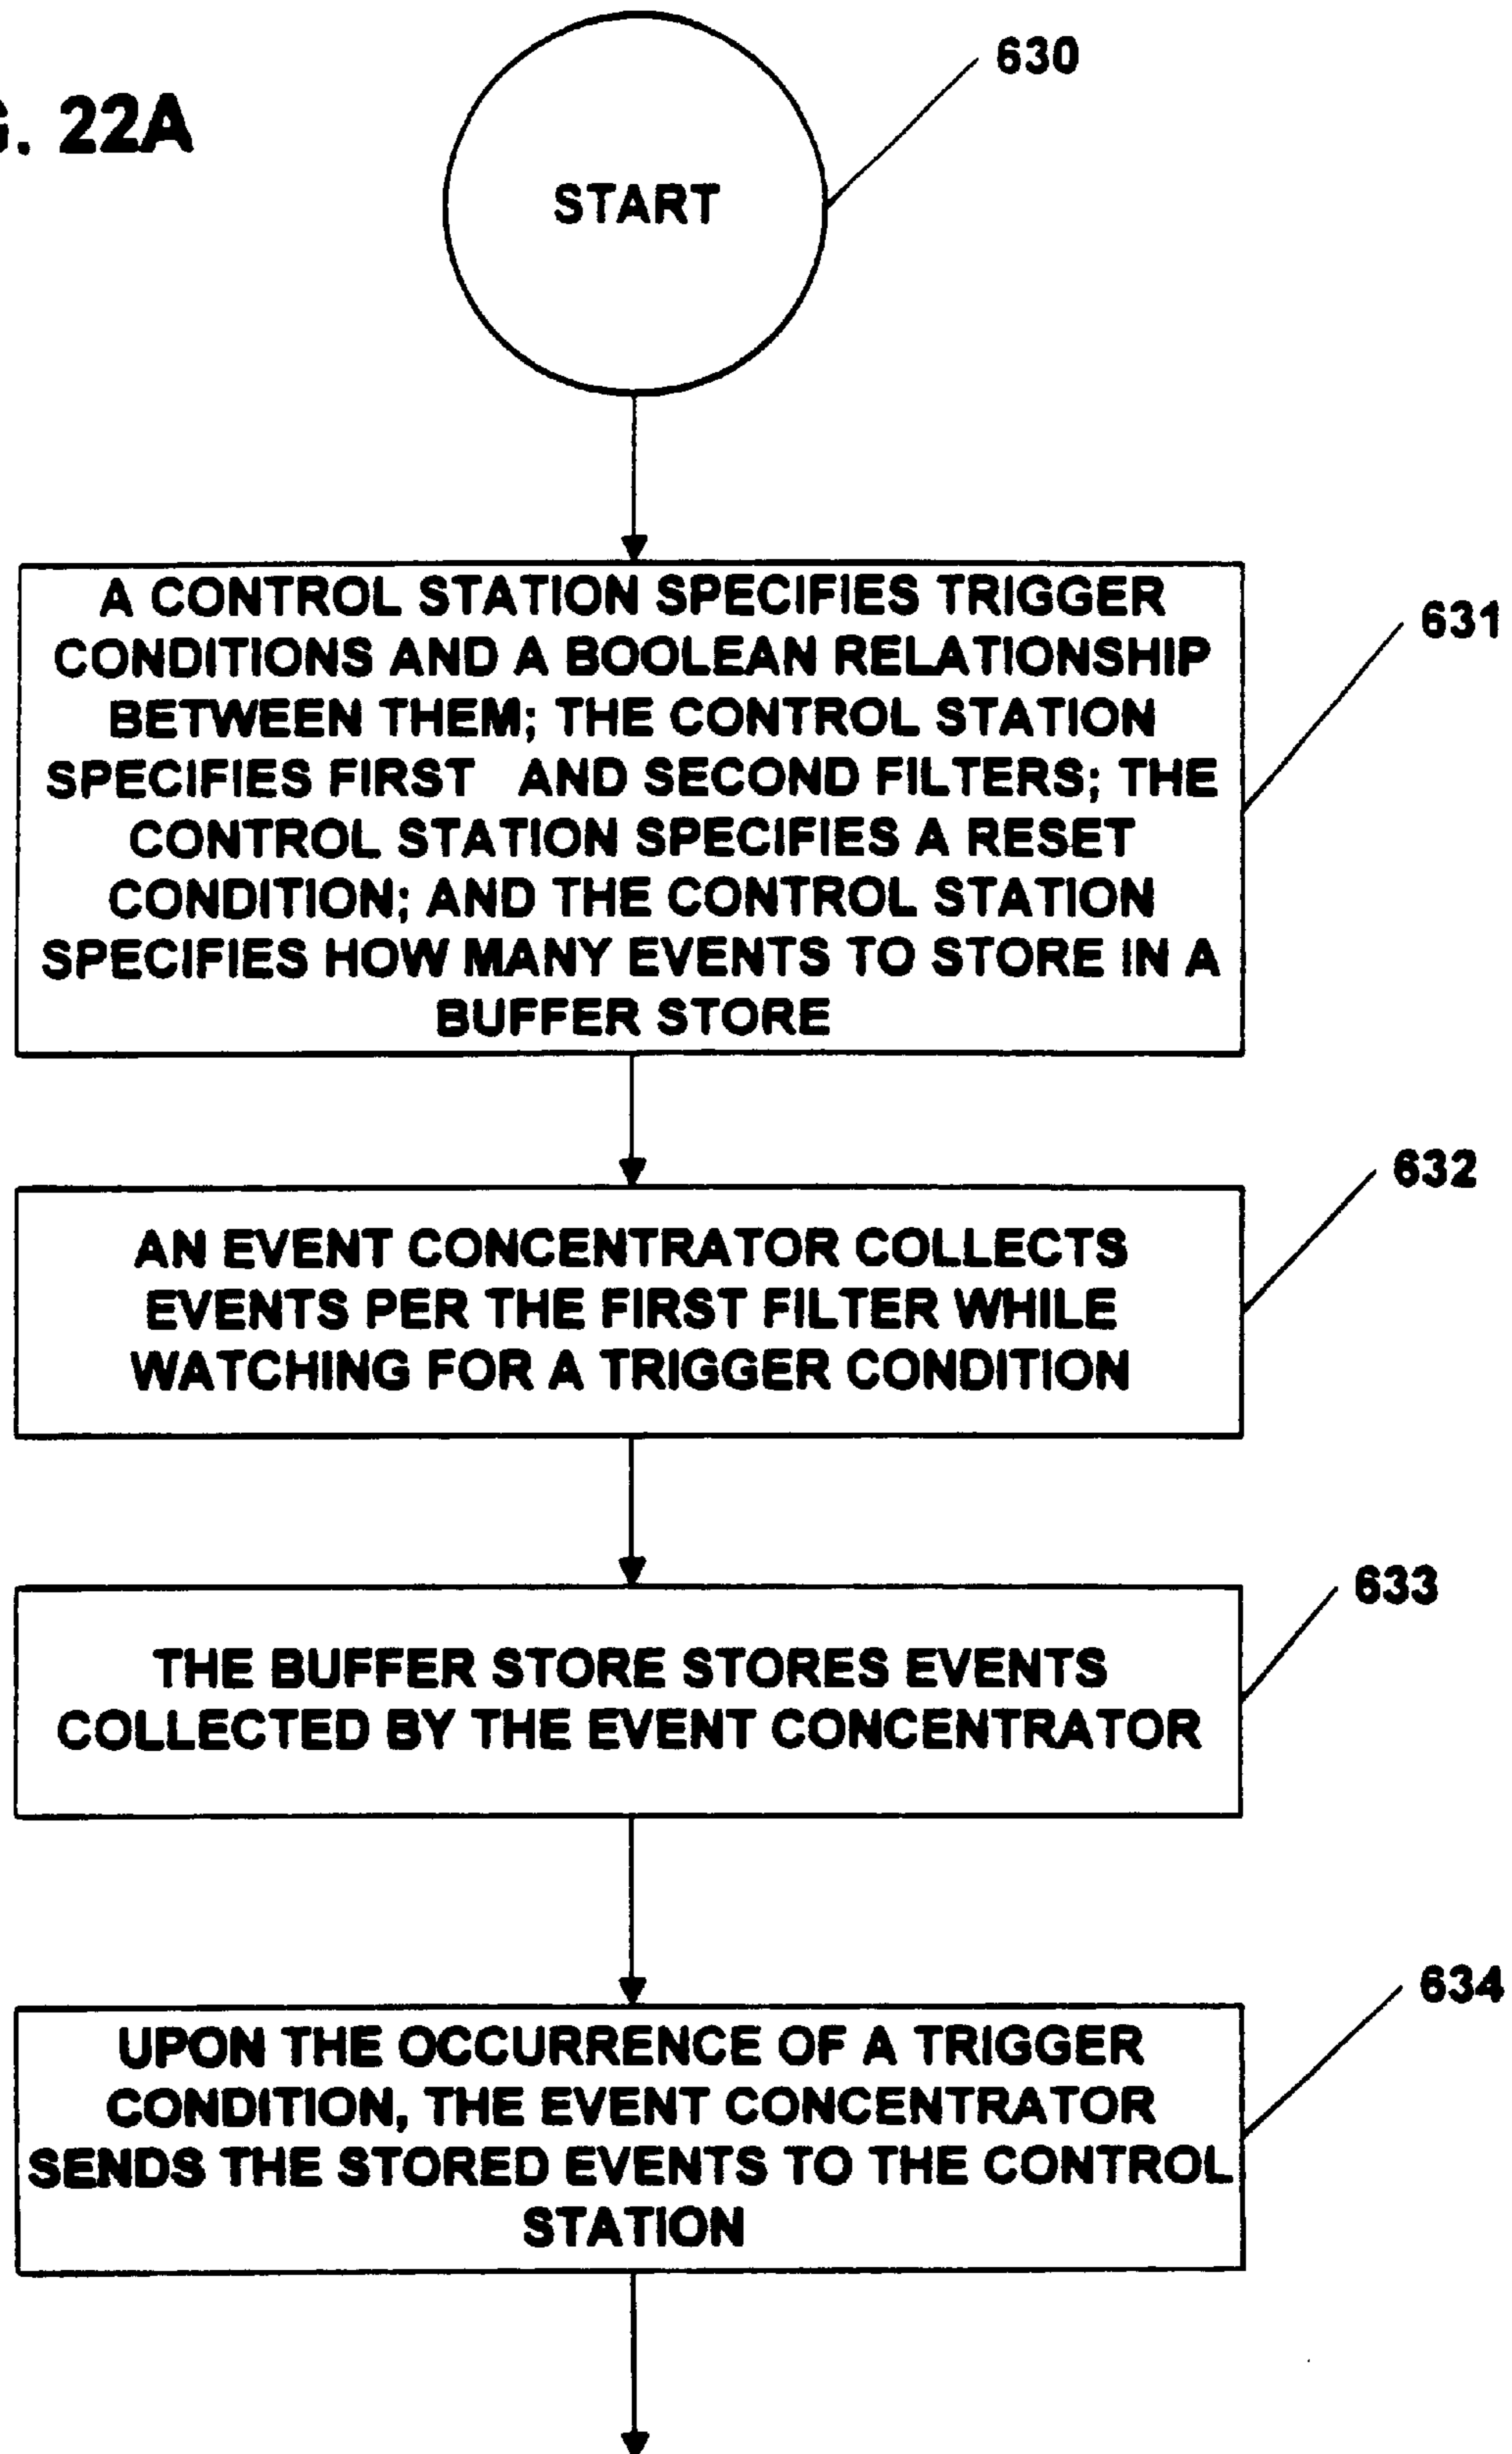 . 22A
630
START
A CONTROL STATION SPECIFIES TRIGGER
CONDITIONS AND A BOOLEAN RELATIONSHIP
BETWEEN THEM; THE CONTROL STATION
SPECIFIES FIRST AND SECOND FILTERS; THE
CONTROL STATION SPECIFIES A RESET
CONDITION; AND THE CONTROL STATION
SPECIFIES HOW MANY EVENTS TO STORE IN A
BUFFER STORE
631
AN EVENT CONCENTRATOR COLLECTS
EVENTS PER THE FIRST FILTER WHILE
WATCHING FOR A TRIGGER CONDITION
632
THE BUFFER STORE STORES EVENTS
COLLECTED BY THE EVENT CONCENTRATOR
633
UPON THE OCCURRENCE OF A TRIGGER
CONDITION, THE EVENT CONCENTRATOR
SENDS THE STORED EVENTS TO THE CONTROL
STATION
634